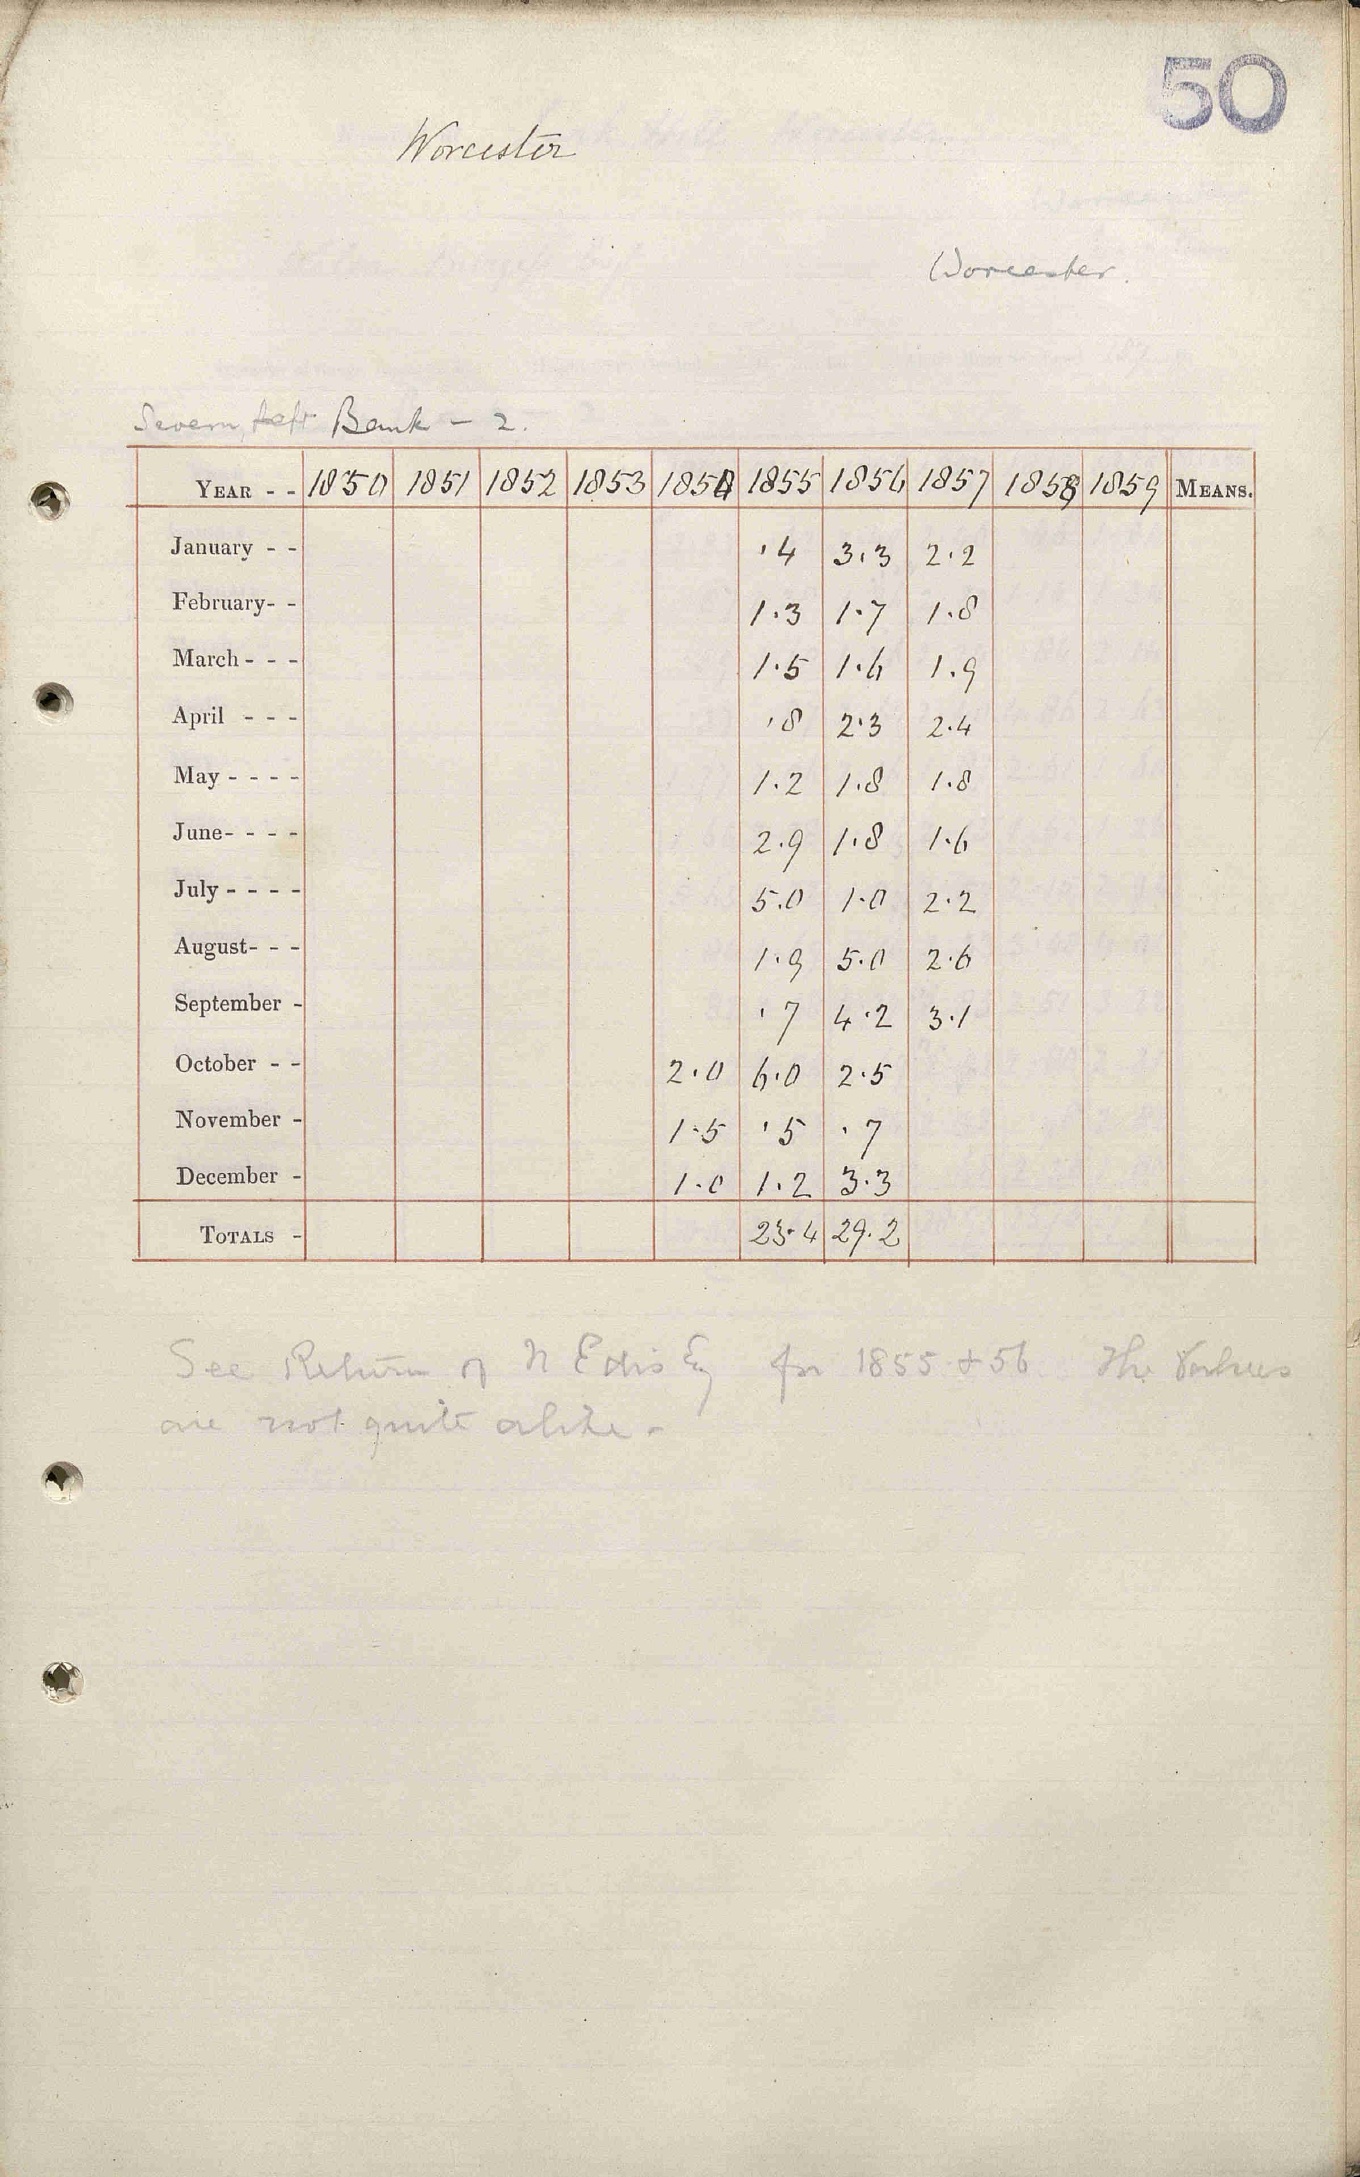 50
Worcester
Worcester.
Severn, Left Bank – 2.
YEAR - - 1850 1851 1852 1853 1854 1855 1856 1857 1858 1859 MEANS.
January - - ·4 3·3 2·2
February- - 1·3 1·7 1·8
March - - - 1·5 1·6 1·9
April - - - ·8 2·3 2·4
May - - - - 1·2 1·8 1·8
June- - - - 2·9 1·8 1·6
July - - - - 5·0 1·0 2·2
August- - - 1·9 5·0 2·6
September - ·7 4·2 3·1
October - - 2·0 6·0 2·5
November - 1·5 ·5 ·7
December - 1·0 1·2 3·3
TOTALS - 23·4 29·2
See Return of N Edis Esq for 1855 & 56. The Values
are not quite alike –